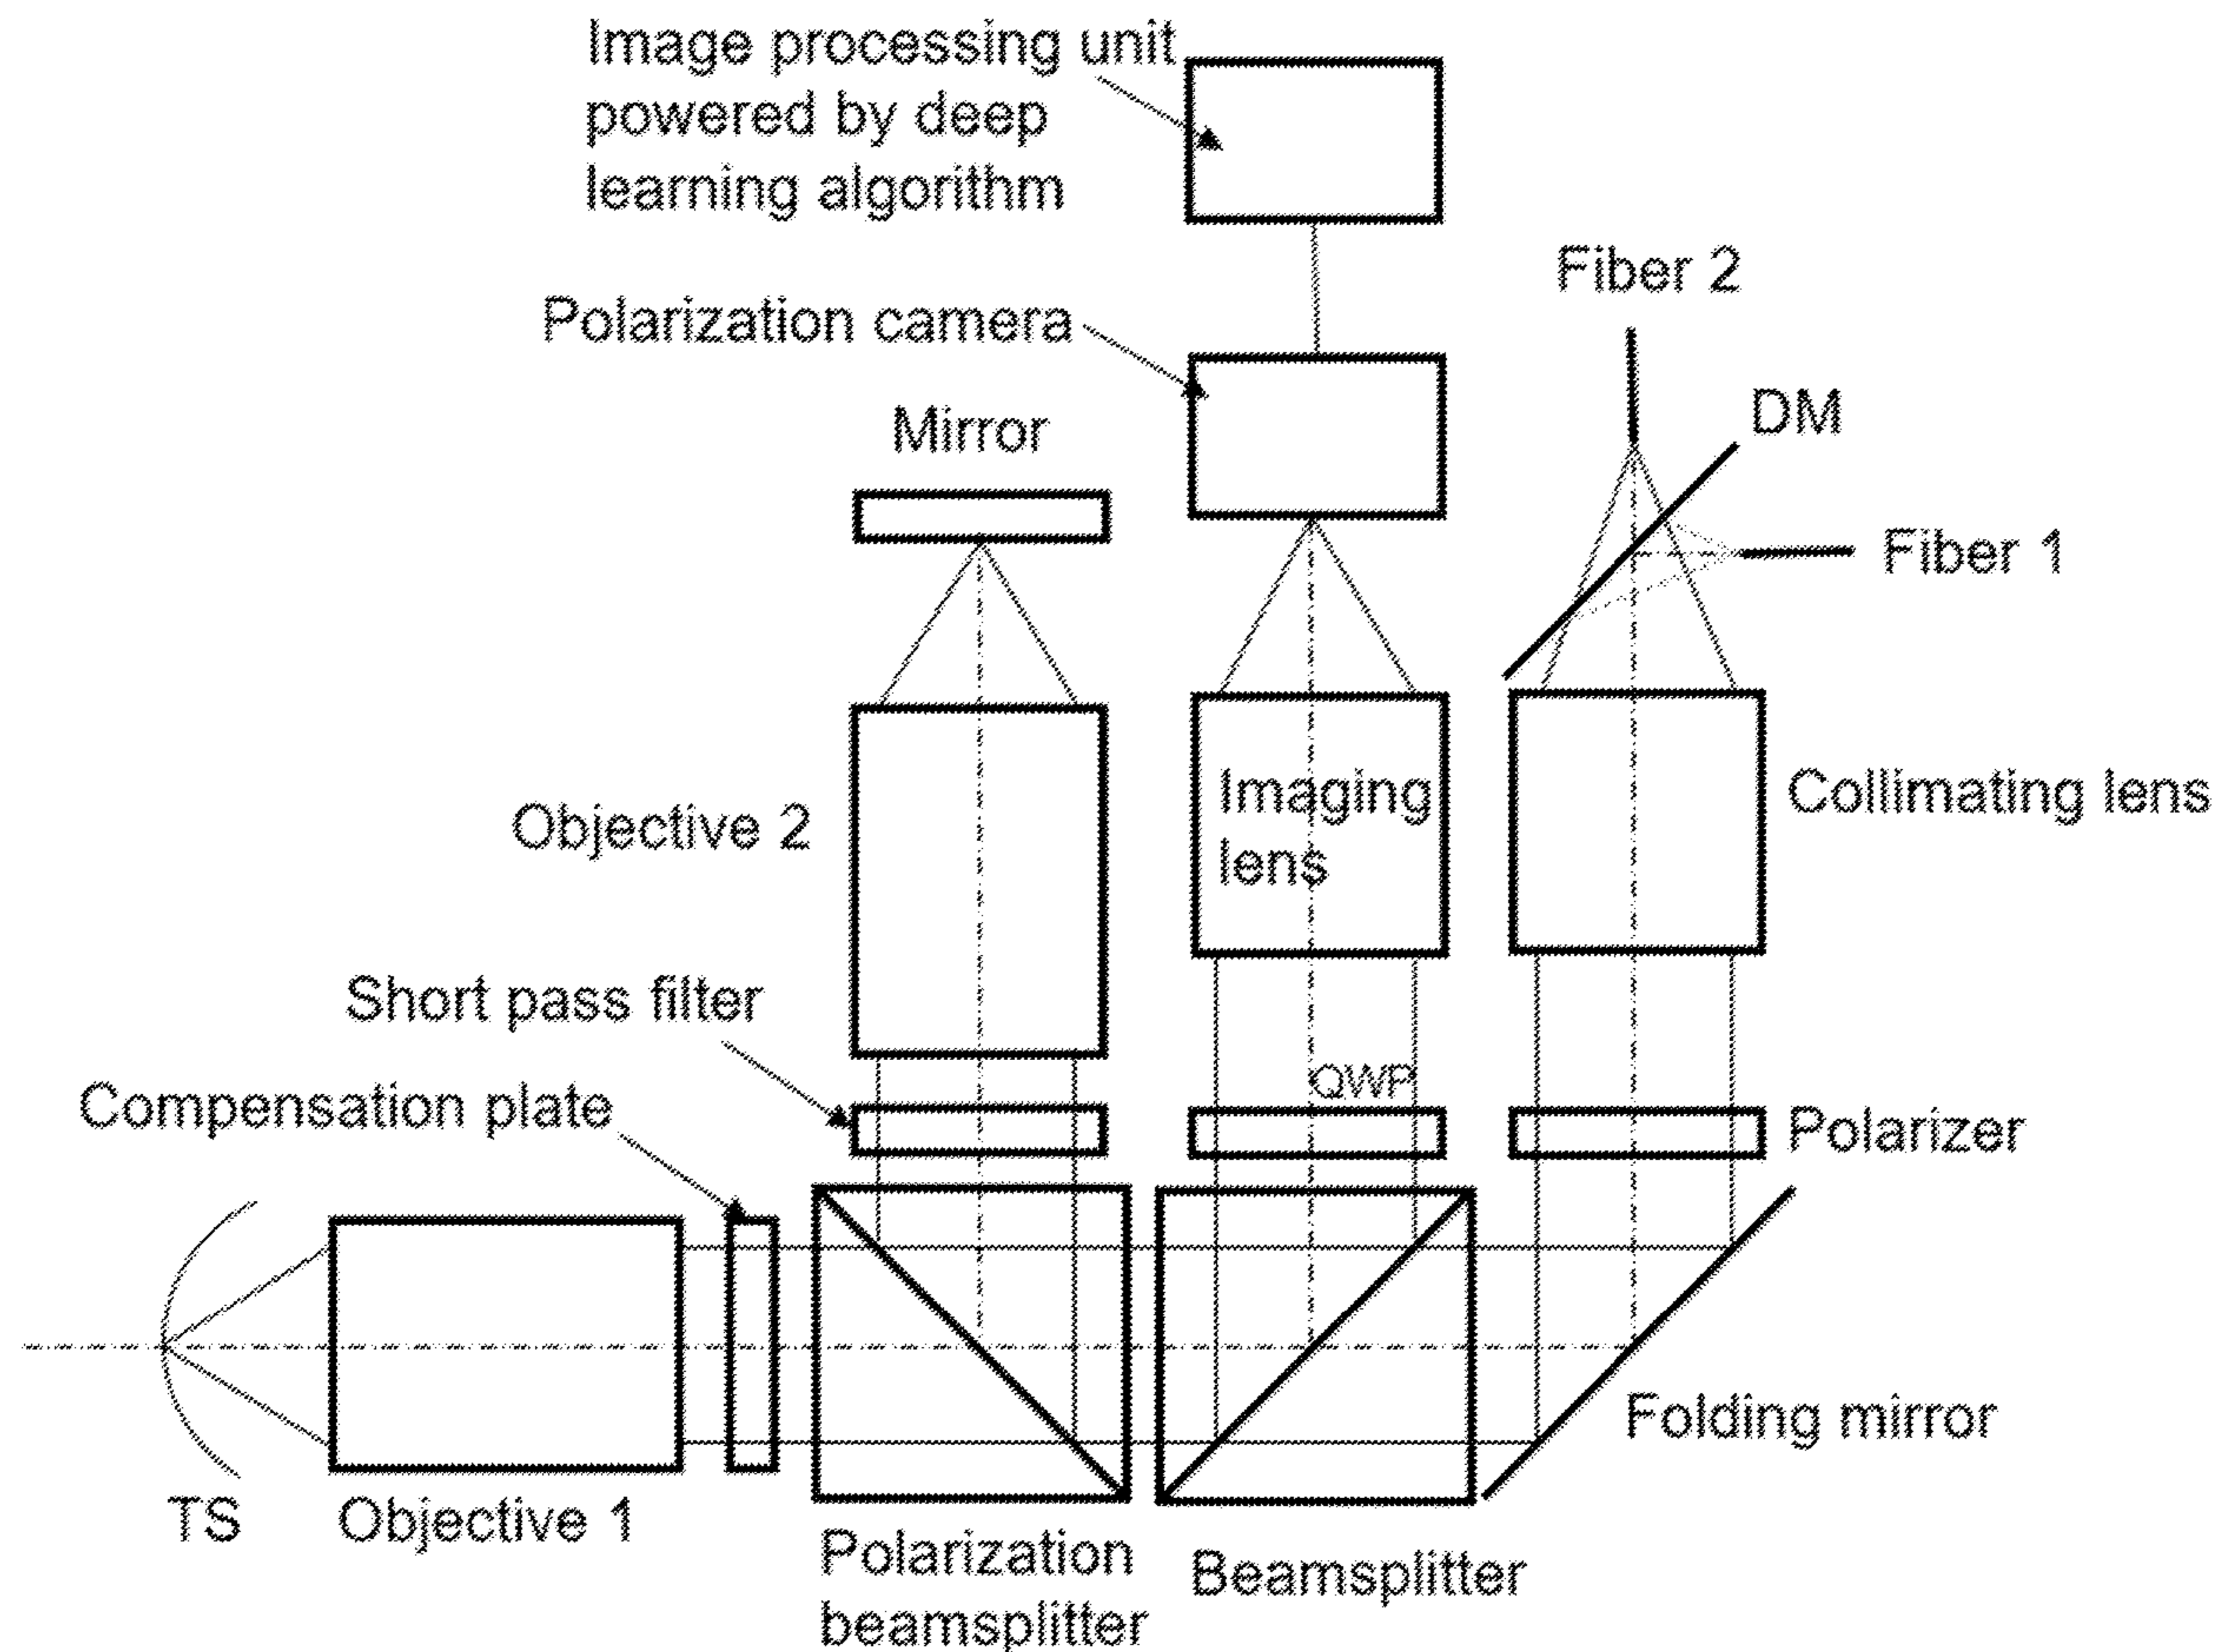 Image processing unit
powered by deep
learning algorithm
Fiber 2
Polarization camera
DM
Mirror
Fiber 1
Imaging
lens
Collimating lens
Objective 2
Short pass filter
QWP
Compensation plate
Polarizer
Folding mirror
TS
Objective 1
Polarization
beamsplitter
Beamsplitter